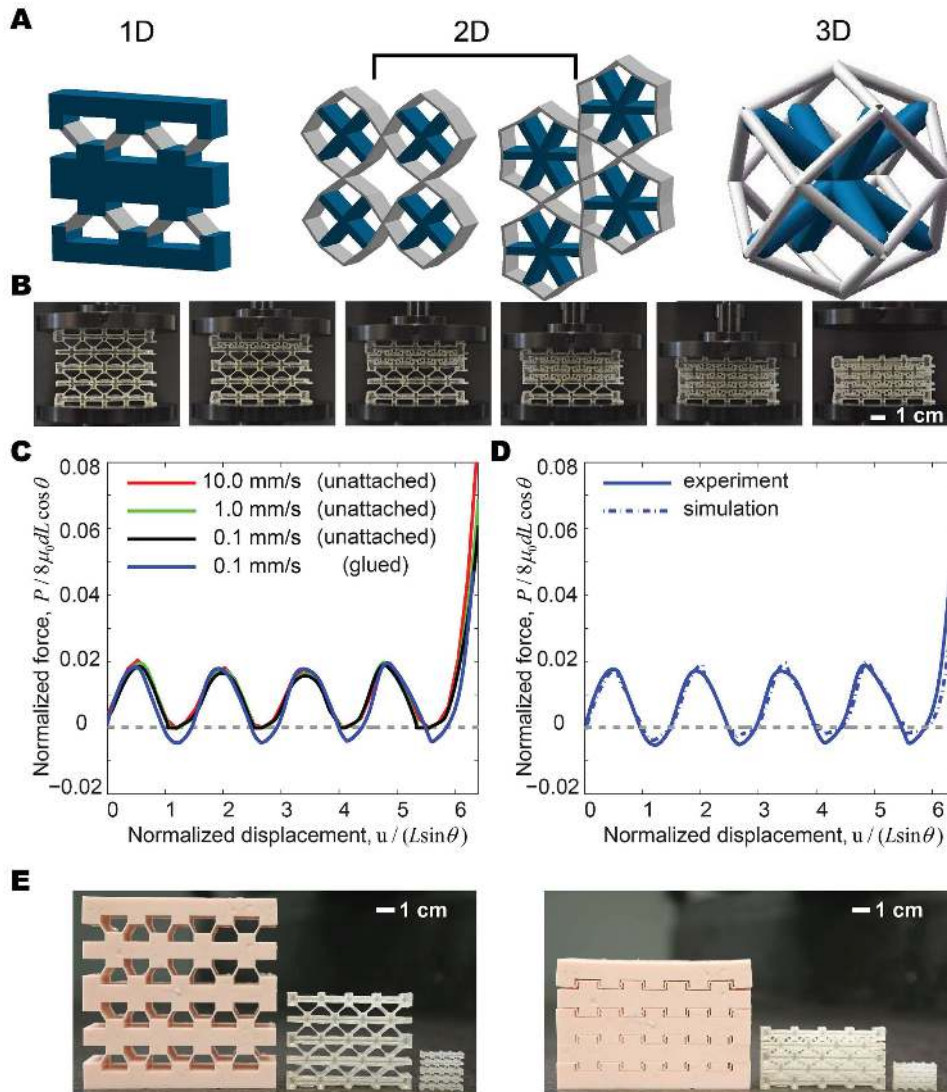 A
1D
2D
3D
B
1 cm
C
Normalized force, P / 8μ₀dL cosθ
0.08
0.06
0.04
0.02
0
−0.02
10.0 mm/s (unattached)
1.0 mm/s (unattached)
0.1 mm/s (unattached)
0.1 mm/s (glued)
0 1 2 3 4 5 6
Normalized displacement, u / (Lsinθ)
D
Normalized force, P / 8μ₀dL cosθ
0.08
0.06
0.04
0.02
0
−0.02
experiment
simulation
0 1 2 3 4 5 6
Normalized displacement, u / (Lsinθ)
E
1 cm
1 cm